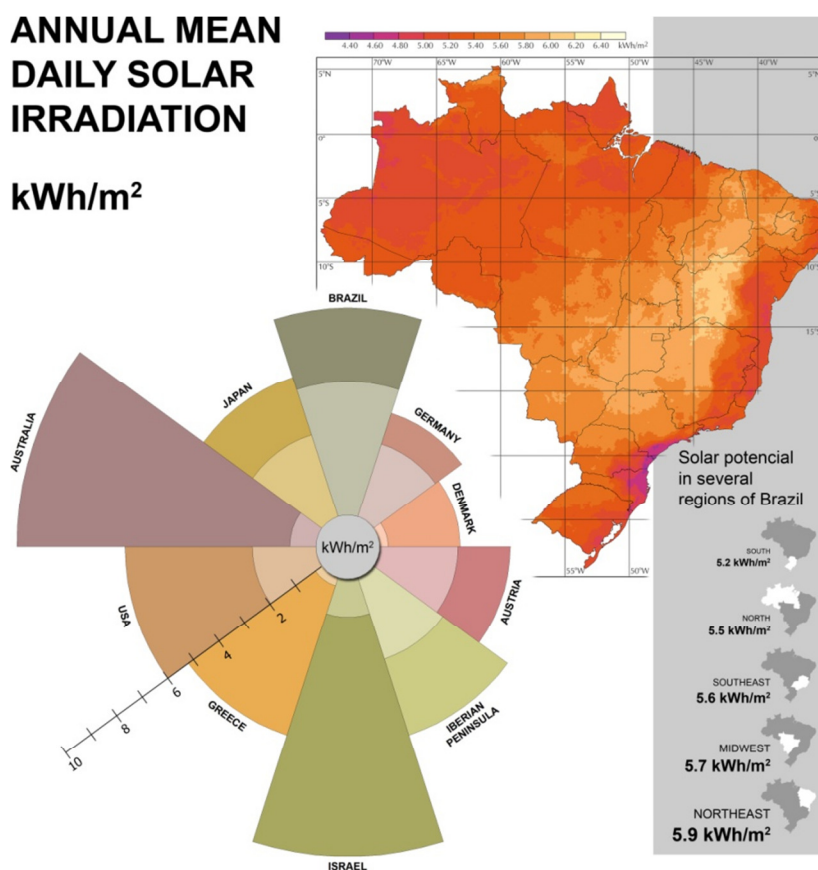 ANNUAL MEAN
DAILY SOLAR
IRRADIATION
kWh/m²
4.40 4.60 4.80 5.00 5.20 5.40 5.60 5.80 6.00 6.20 6.40 kWh/m²
70°W 65°W 60°W 55°W 50°W 45°W 40°W 35°W
5°N 5°N
0° 0°
5°S 5°S
10°S 10°S
15°S
55°W 50°W
BRAZIL
JAPAN
GERMANY
AUSTRALIA
DENMARK
kWh/m²
USA
AUSTRIA
GREECE
IBERIAN
PENINSULA
ISRAEL
2
4
6
8
10
Solar potencial
in several
regions of Brazil
SOUTH
5.2 kWh/m²
NORTH
5.5 kWh/m²
SOUTHEAST
5.6 kWh/m²
MIDWEST
5.7 kWh/m²
NORTHEAST
5.9 kWh/m²